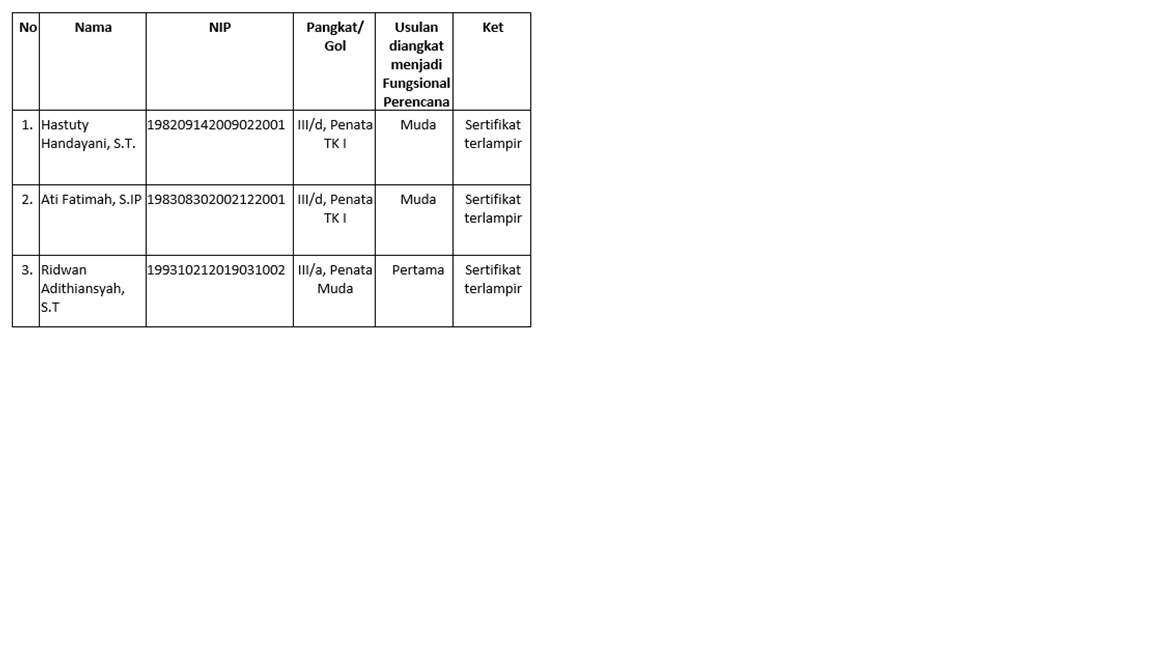 No Nama NIP Pangkat/ Gol Usulan diangkat menjadi Fungsional Perencana Ket
1. Hastuty Handayani, S.T. 198209142009022001 III/d, Penata TK I Muda Sertifikat terlampir
2. Ati Fatimah, S.IP 198308302002122001 III/d, Penata TK I Muda Sertifikat terlampir
3. Ridwan Adithiansyah, S.T 199310212019031002 III/a, Penata Muda Pertama Sertifikat terlampir